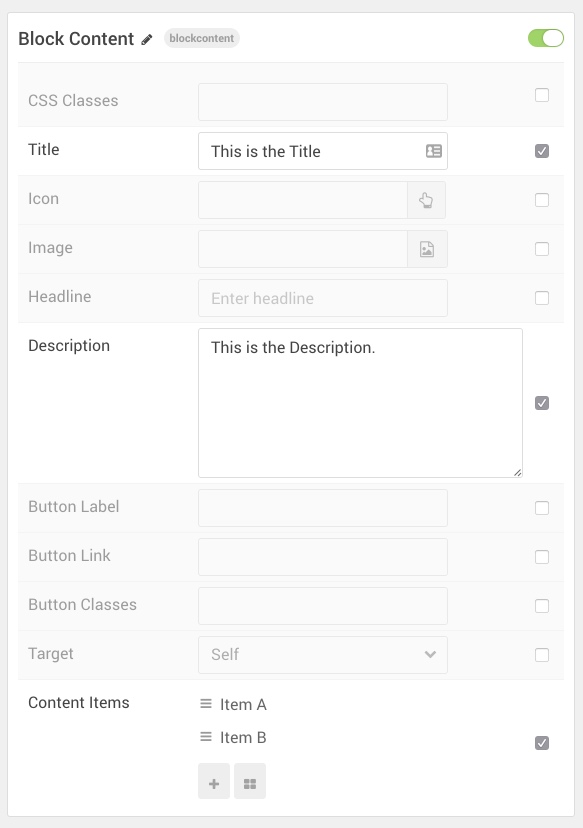 Block Content blockcontent
CSS Classes
Title This is the Title
Icon
Image
Headline Enter headline
Description This is the Description.
Button Label
Button Link
Button Classes
Target Self
Content Items Item A
Item B